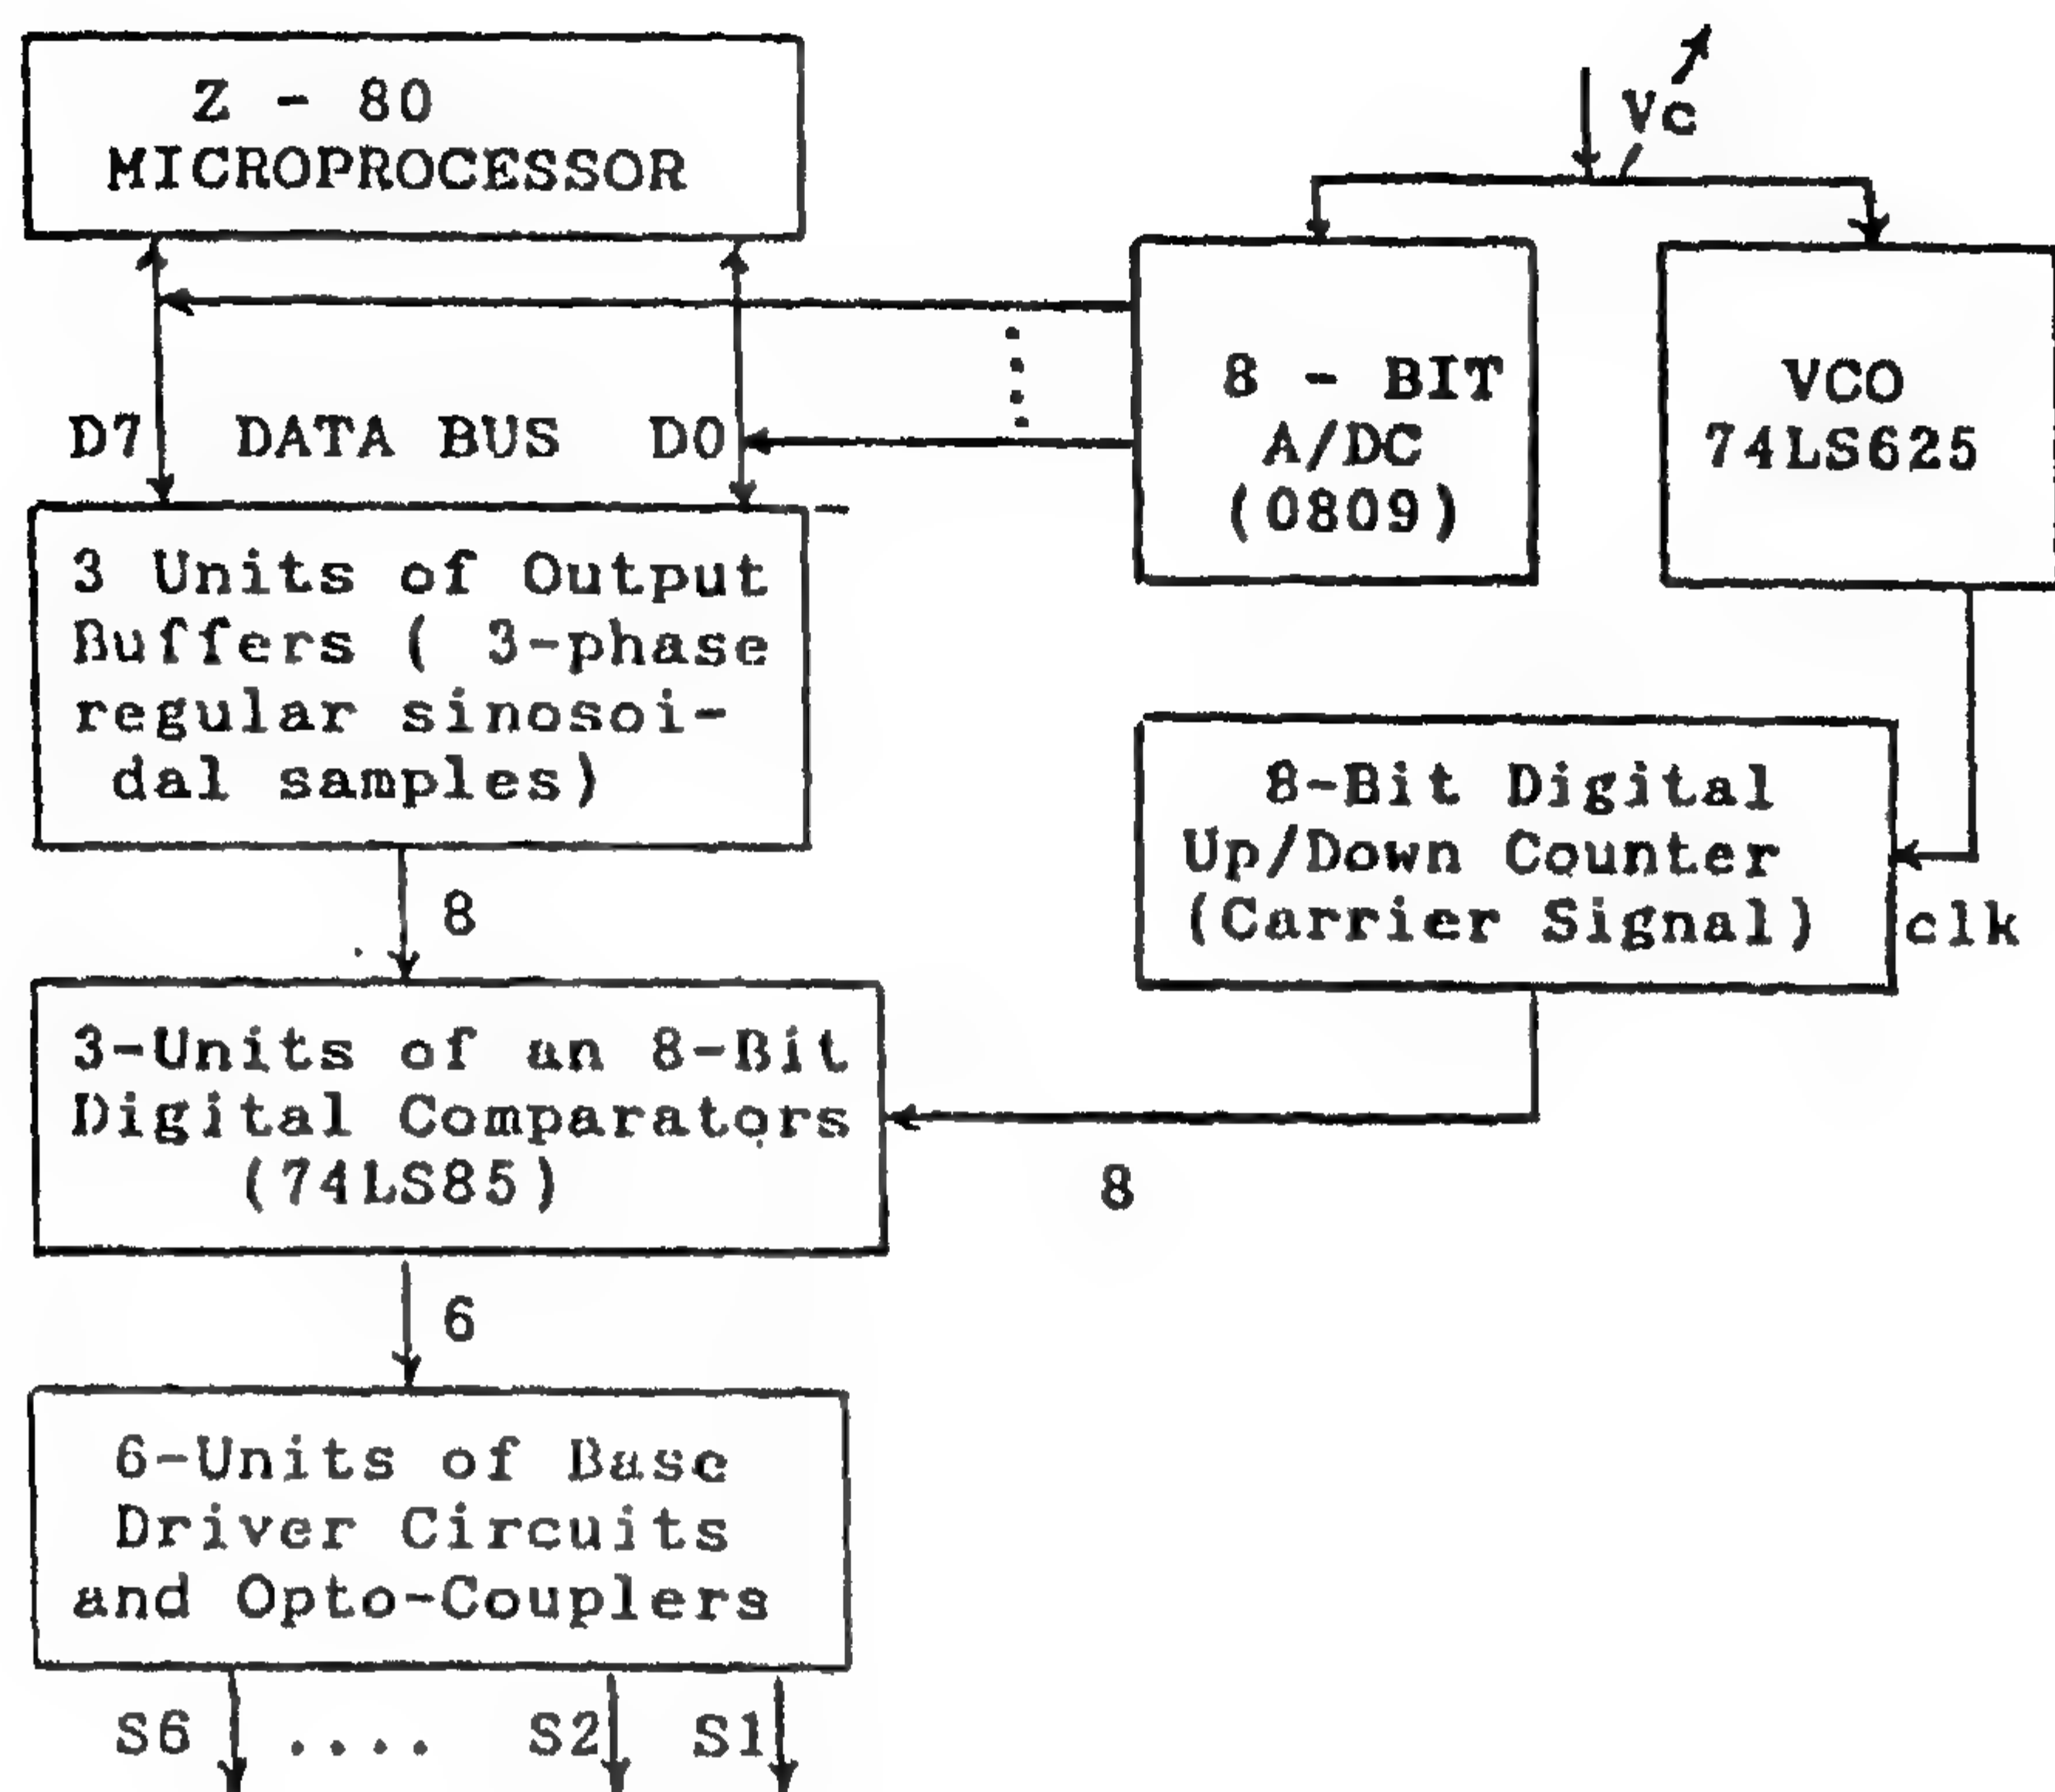 Z - 80
MICROPROCESSOR
Vc
8 - BIT
A/DC
(0809)
VCO
74LS625
D7 DATA BUS D0
3 Units of Output
Buffers ( 3-phase
regular sinosoi-
dal samples)
8
8-Bit Digital
Up/Down Counter
(Carrier Signal)
clk
3-Units of an 8-Bit
Digital Comparators
(74LS85)
8
6
6-Units of Base
Driver Circuits
and Opto-Couplers
S6 .... S2 S1